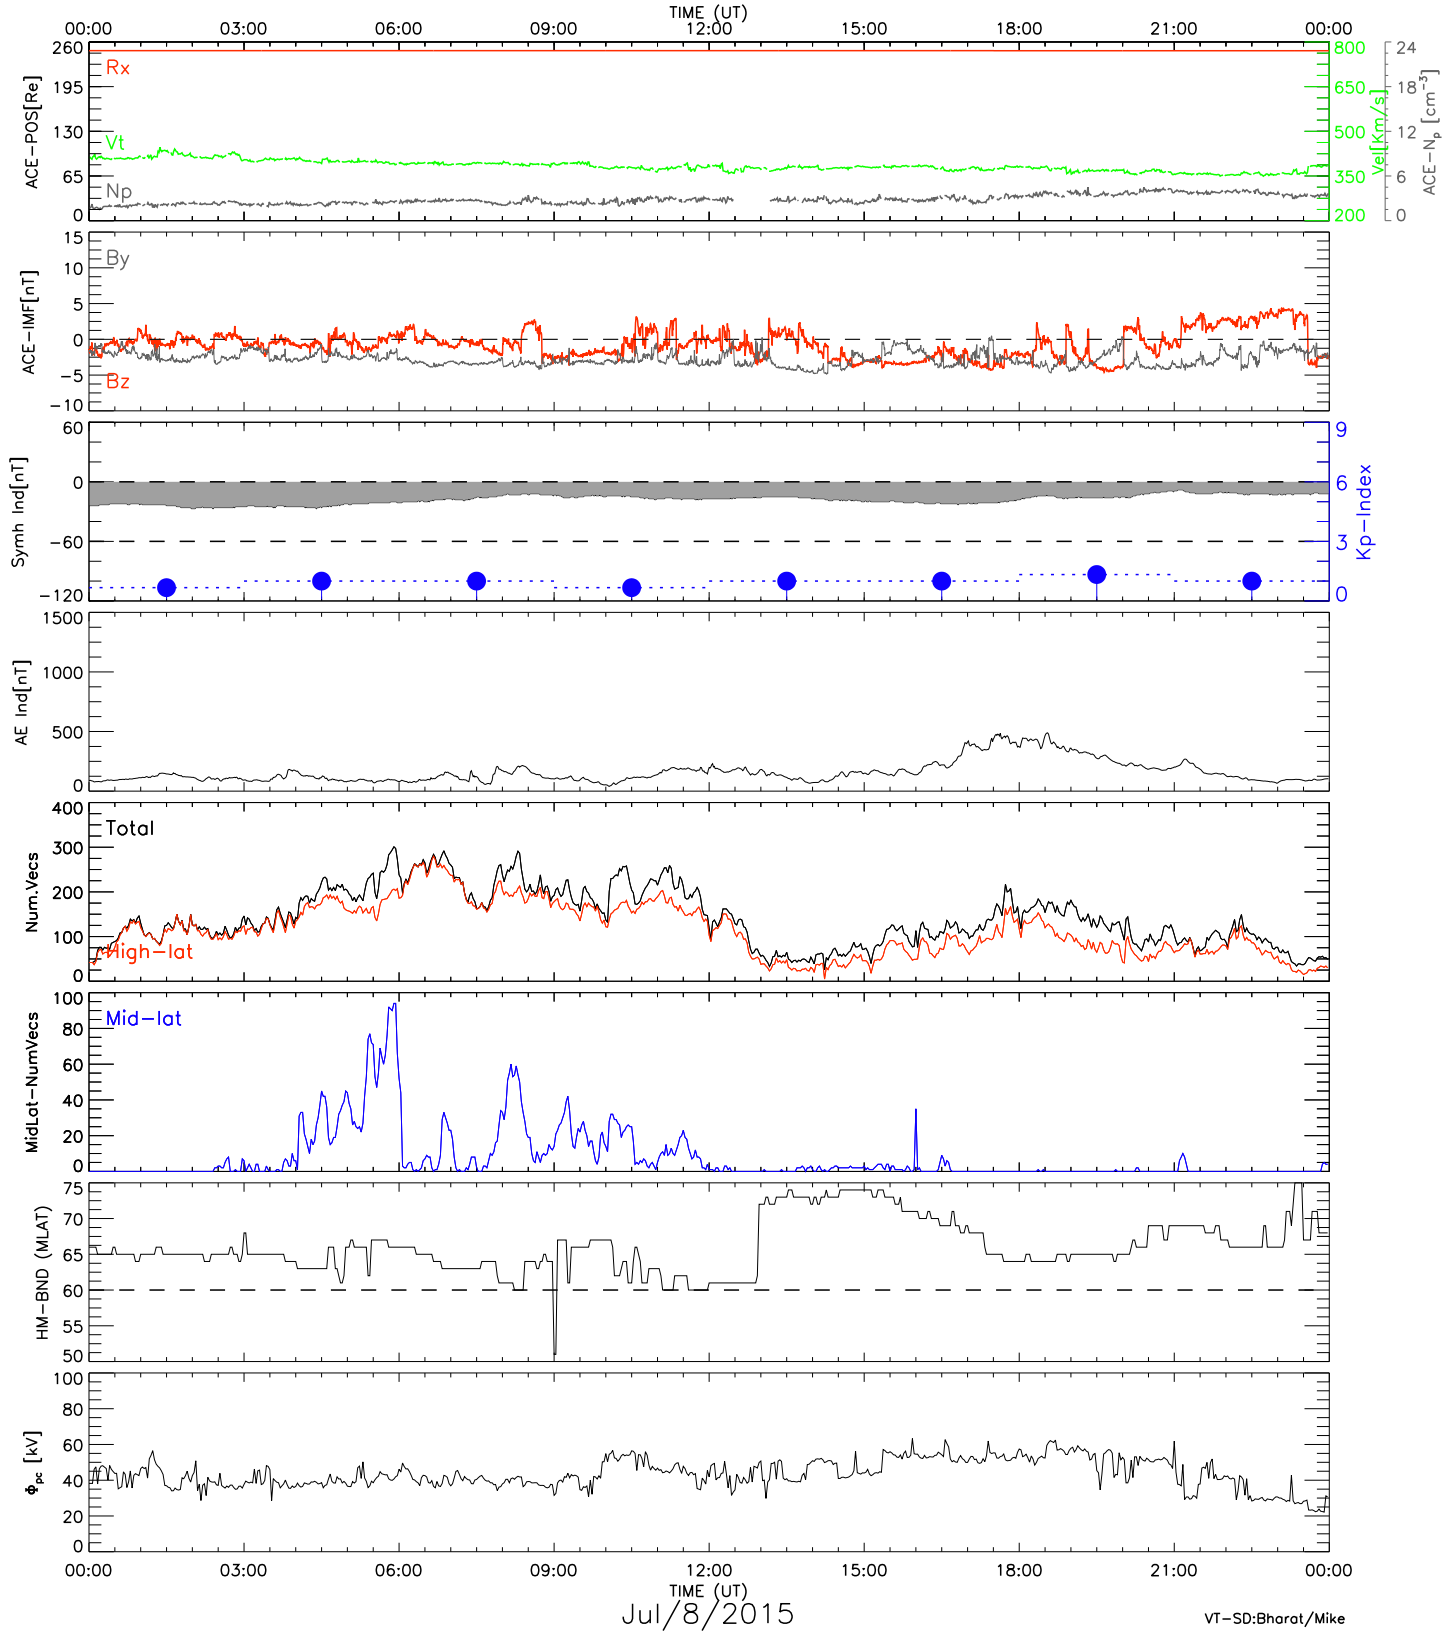 TIME (UT)
00:00 03:00 06:00 09:00 12:00 15:00 18:00 21:00 00:00
260 195 130 65 0
ACE-POS[Re]
Rx
Vt
Np
800 650 500 350 200
Vel[Km/s]
24 18 12 6 0
ACE-Np [cm-3]
15 10 5 0 -5 -10
ACE-IMF[nT]
By
Bz
60 0 -60 -120
Symh Ind[nT]
9 6 3 0
Kp-Index
1500 1000 500 0
AE Ind[nT]
400 300 200 100 0
Num.Vecs
Total
High-lat
100 80 60 40 20 0
MidLat-NumVecs
Mid-lat
75 70 65 60 55 50
HM-BND (MLAT)
100 80 60 40 20 0
Φpc [kV]
00:00 03:00 06:00 09:00 12:00 15:00 18:00 21:00 00:00
TIME (UT)
Jul/8/2015
VT-SD:Bharat/Mike